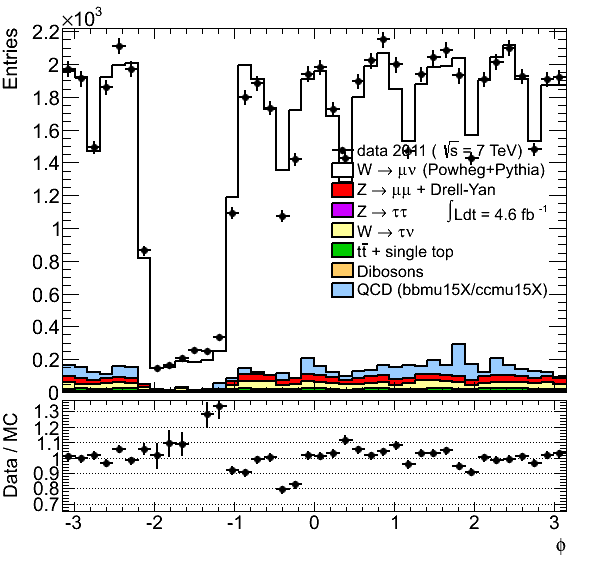 ×10³
Entries
2.2
2
1.8
1.6
1.4
1.2
1
0.8
0.6
0.4
0.2
0
data 2011 ( √s = 7 TeV)
W → μν (Powheg+Pythia)
Z → μμ + Drell-Yan
Z → ττ
∫Ldt = 4.6 fb⁻¹
W → τν
tt̄ + single top
Dibosons
QCD (bbmu15X/ccmu15X)
Data / MC
1.3
1.2
1.1
1
0.9
0.8
0.7
-3 -2 -1 0 1 2 3
ϕ